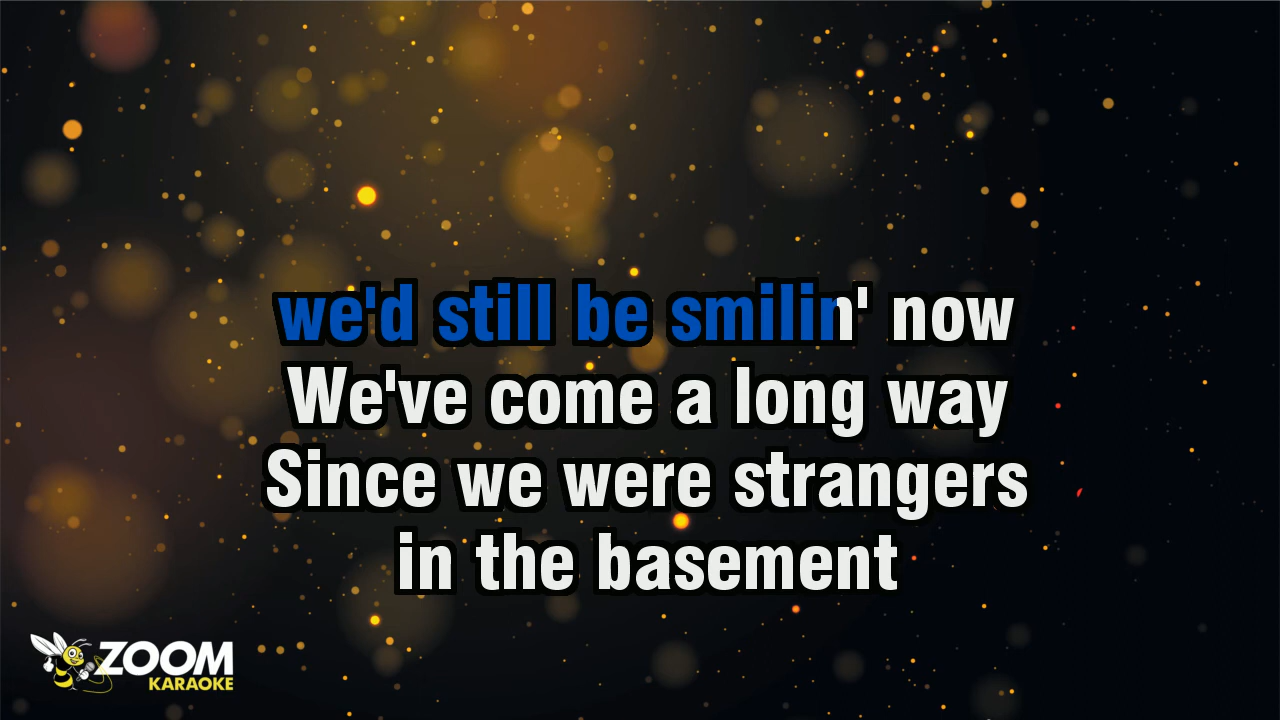 we'd still be smilin' now
We've come a long way
Since we were strangers
in the basement
ZOOM
KARAOKE